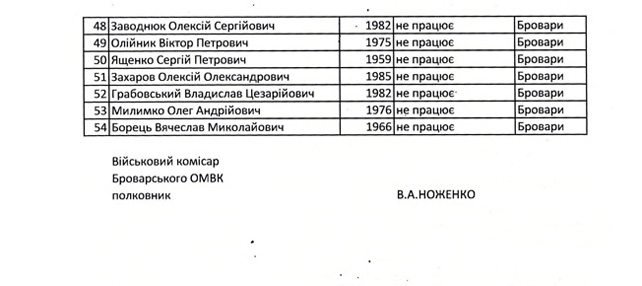 48 Заводнюк Олексій Сергійович 1982 не працює Бровари
49 Олійник Віктор Петрович 1975 не працює Бровари
50 Ященко Сергій Петрович 1959 не працює Бровари
51 Захаров Олексій Олександрович 1985 не працює Бровари
52 Грабовський Владислав Цезарійович 1982 не працює Бровари
53 Милимко Олег Андрійович 1976 не працює Бровари
54 Борець Вячеслав Миколайович 1966 не працює Бровари
Військовий комісар
Броварського ОМВК
полковник В.А.НОЖЕНКО